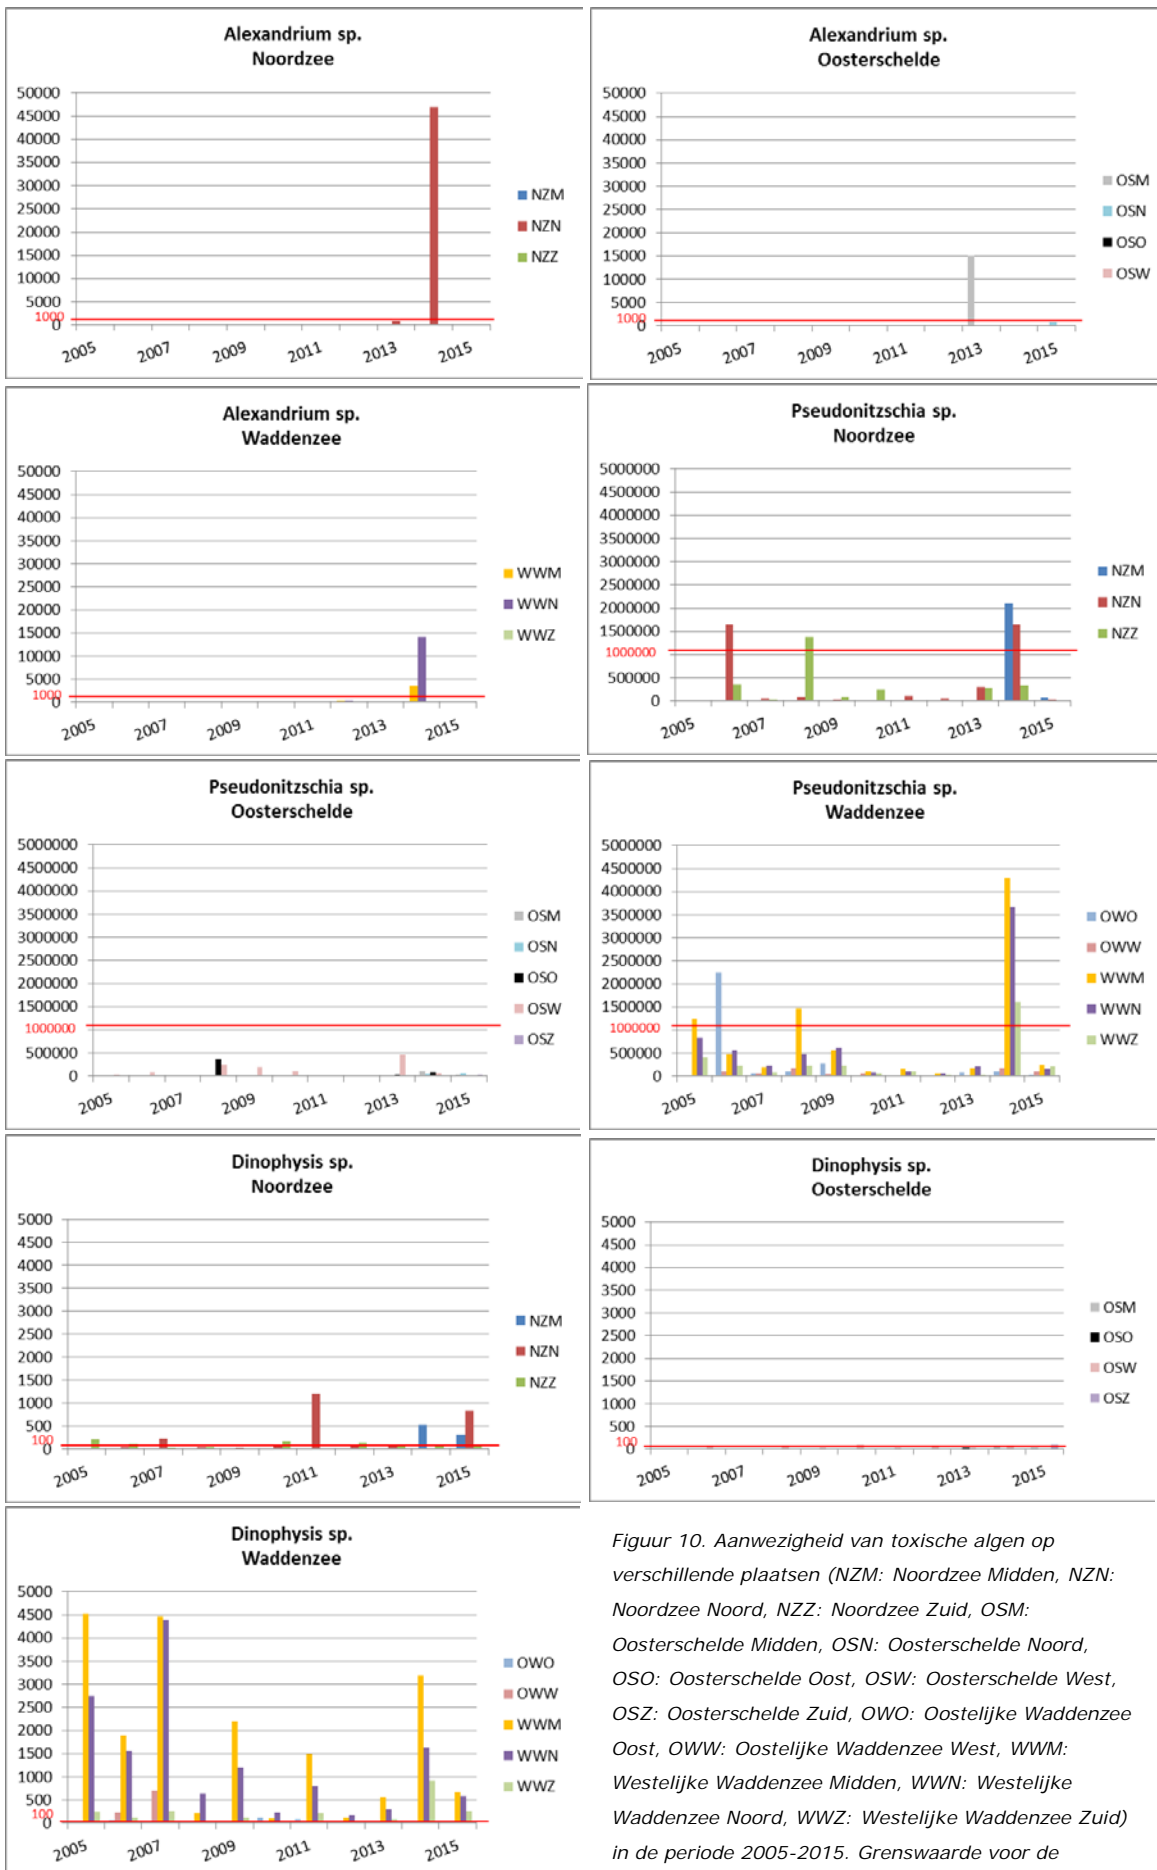 Alexandrium sp.
Noordzee
50000
45000
40000
35000
30000
25000
20000
15000
10000
5000
1000
0
2005 2007 2009 2011 2013 2015
NZM
NZN
NZZ
Alexandrium sp.
Oosterschelde
50000
45000
40000
35000
30000
25000
20000
15000
10000
5000
1000
0
2005 2007 2009 2011 2013 2015
OSM
OSN
OSO
OSW
Alexandrium sp.
Waddenzee
50000
45000
40000
35000
30000
25000
20000
15000
10000
5000
1000
0
2005 2007 2009 2011 2013 2015
WWM
WWN
WWZ
Pseudonitzschia sp.
Noordzee
5000000
4500000
4000000
3500000
3000000
2500000
2000000
1500000
1000000
500000
0
2005 2007 2009 2011 2013 2015
NZM
NZN
NZZ
Pseudonitzschia sp.
Oosterschelde
5000000
4500000
4000000
3500000
3000000
2500000
2000000
1500000
1000000
500000
0
2005 2007 2009 2011 2013 2015
OSM
OSN
OSO
OSW
OSZ
Pseudonitzschia sp.
Waddenzee
5000000
4500000
4000000
3500000
3000000
2500000
2000000
1500000
1000000
500000
0
2005 2007 2009 2011 2013 2015
OWO
OWW
WWM
WWN
WWZ
Dinophysis sp.
Noordzee
5000
4500
4000
3500
3000
2500
2000
1500
1000
500
100
0
2005 2007 2009 2011 2013 2015
NZM
NZN
NZZ
Dinophysis sp.
Oosterschelde
5000
4500
4000
3500
3000
2500
2000
1500
1000
500
100
0
2005 2007 2009 2011 2013 2015
OSM
OSO
OSW
OSZ
Dinophysis sp.
Waddenzee
5000
4500
4000
3500
3000
2500
2000
1500
1000
500
100
0
2005 2007 2009 2011 2013 2015
OWO
OWW
WWM
WWN
WWZ
Figuur 10. Aanwezigheid van toxische algen op
verschillende plaatsen (NZM: Noordzee Midden, NZN:
Noordzee Noord, NZZ: Noordzee Zuid, OSM:
Oosterschelde Midden, OSN: Oosterschelde Noord,
OSO: Oosterschelde Oost, OSW: Oosterschelde West,
OSZ: Oosterschelde Zuid, OWO: Oostelijke Waddenzee
Oost, OWW: Oostelijke Waddenzee West, WWM:
Westelijke Waddenzee Midden, WWN: Westelijke
Waddenzee Noord, WWZ: Westelijke Waddenzee Zuid)
in de periode 2005-2015. Grenswaarde voor de